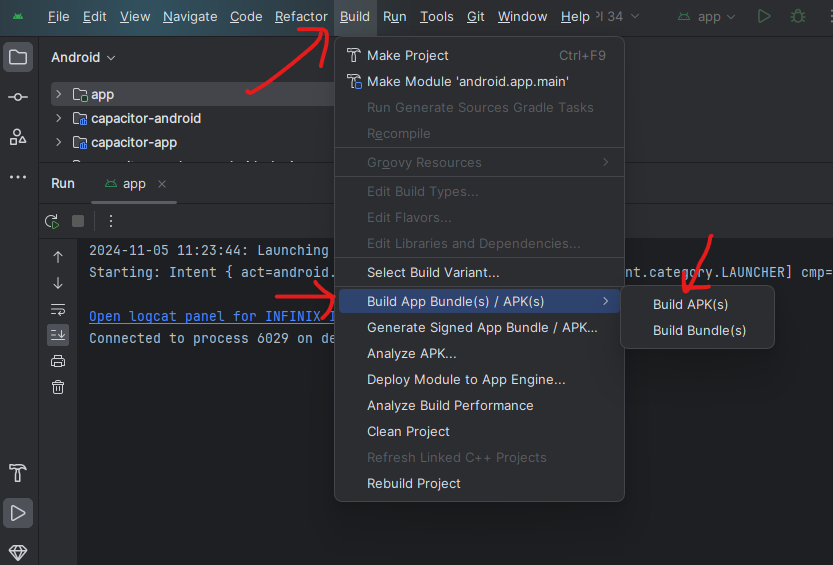 File Edit View Navigate Code Refactor Build Run Tools Git Window Help 34 app
Android
app
capacitor-android
capacitor-app
Run app
2024-11-05 11:23:44: Launching
Starting: Intent { act=android. nt.category.LAUNCHER] cmp=
Open logcat panel for INFINIX
Connected to process 6029 on de
Make Project Ctrl+F9
Make Module 'android.app.main'
Run Generate Sources Gradle Tasks
Recompile
Groovy Resources
Edit Build Types...
Edit Flavors...
Edit Libraries and Dependencies...
Select Build Variant...
Build App Bundle(s) / APK(s)
Generate Signed App Bundle / APK...
Analyze APK...
Deploy Module to App Engine...
Analyze Build Performance
Clean Project
Refresh Linked C++ Projects
Rebuild Project
Build APK(s)
Build Bundle(s)